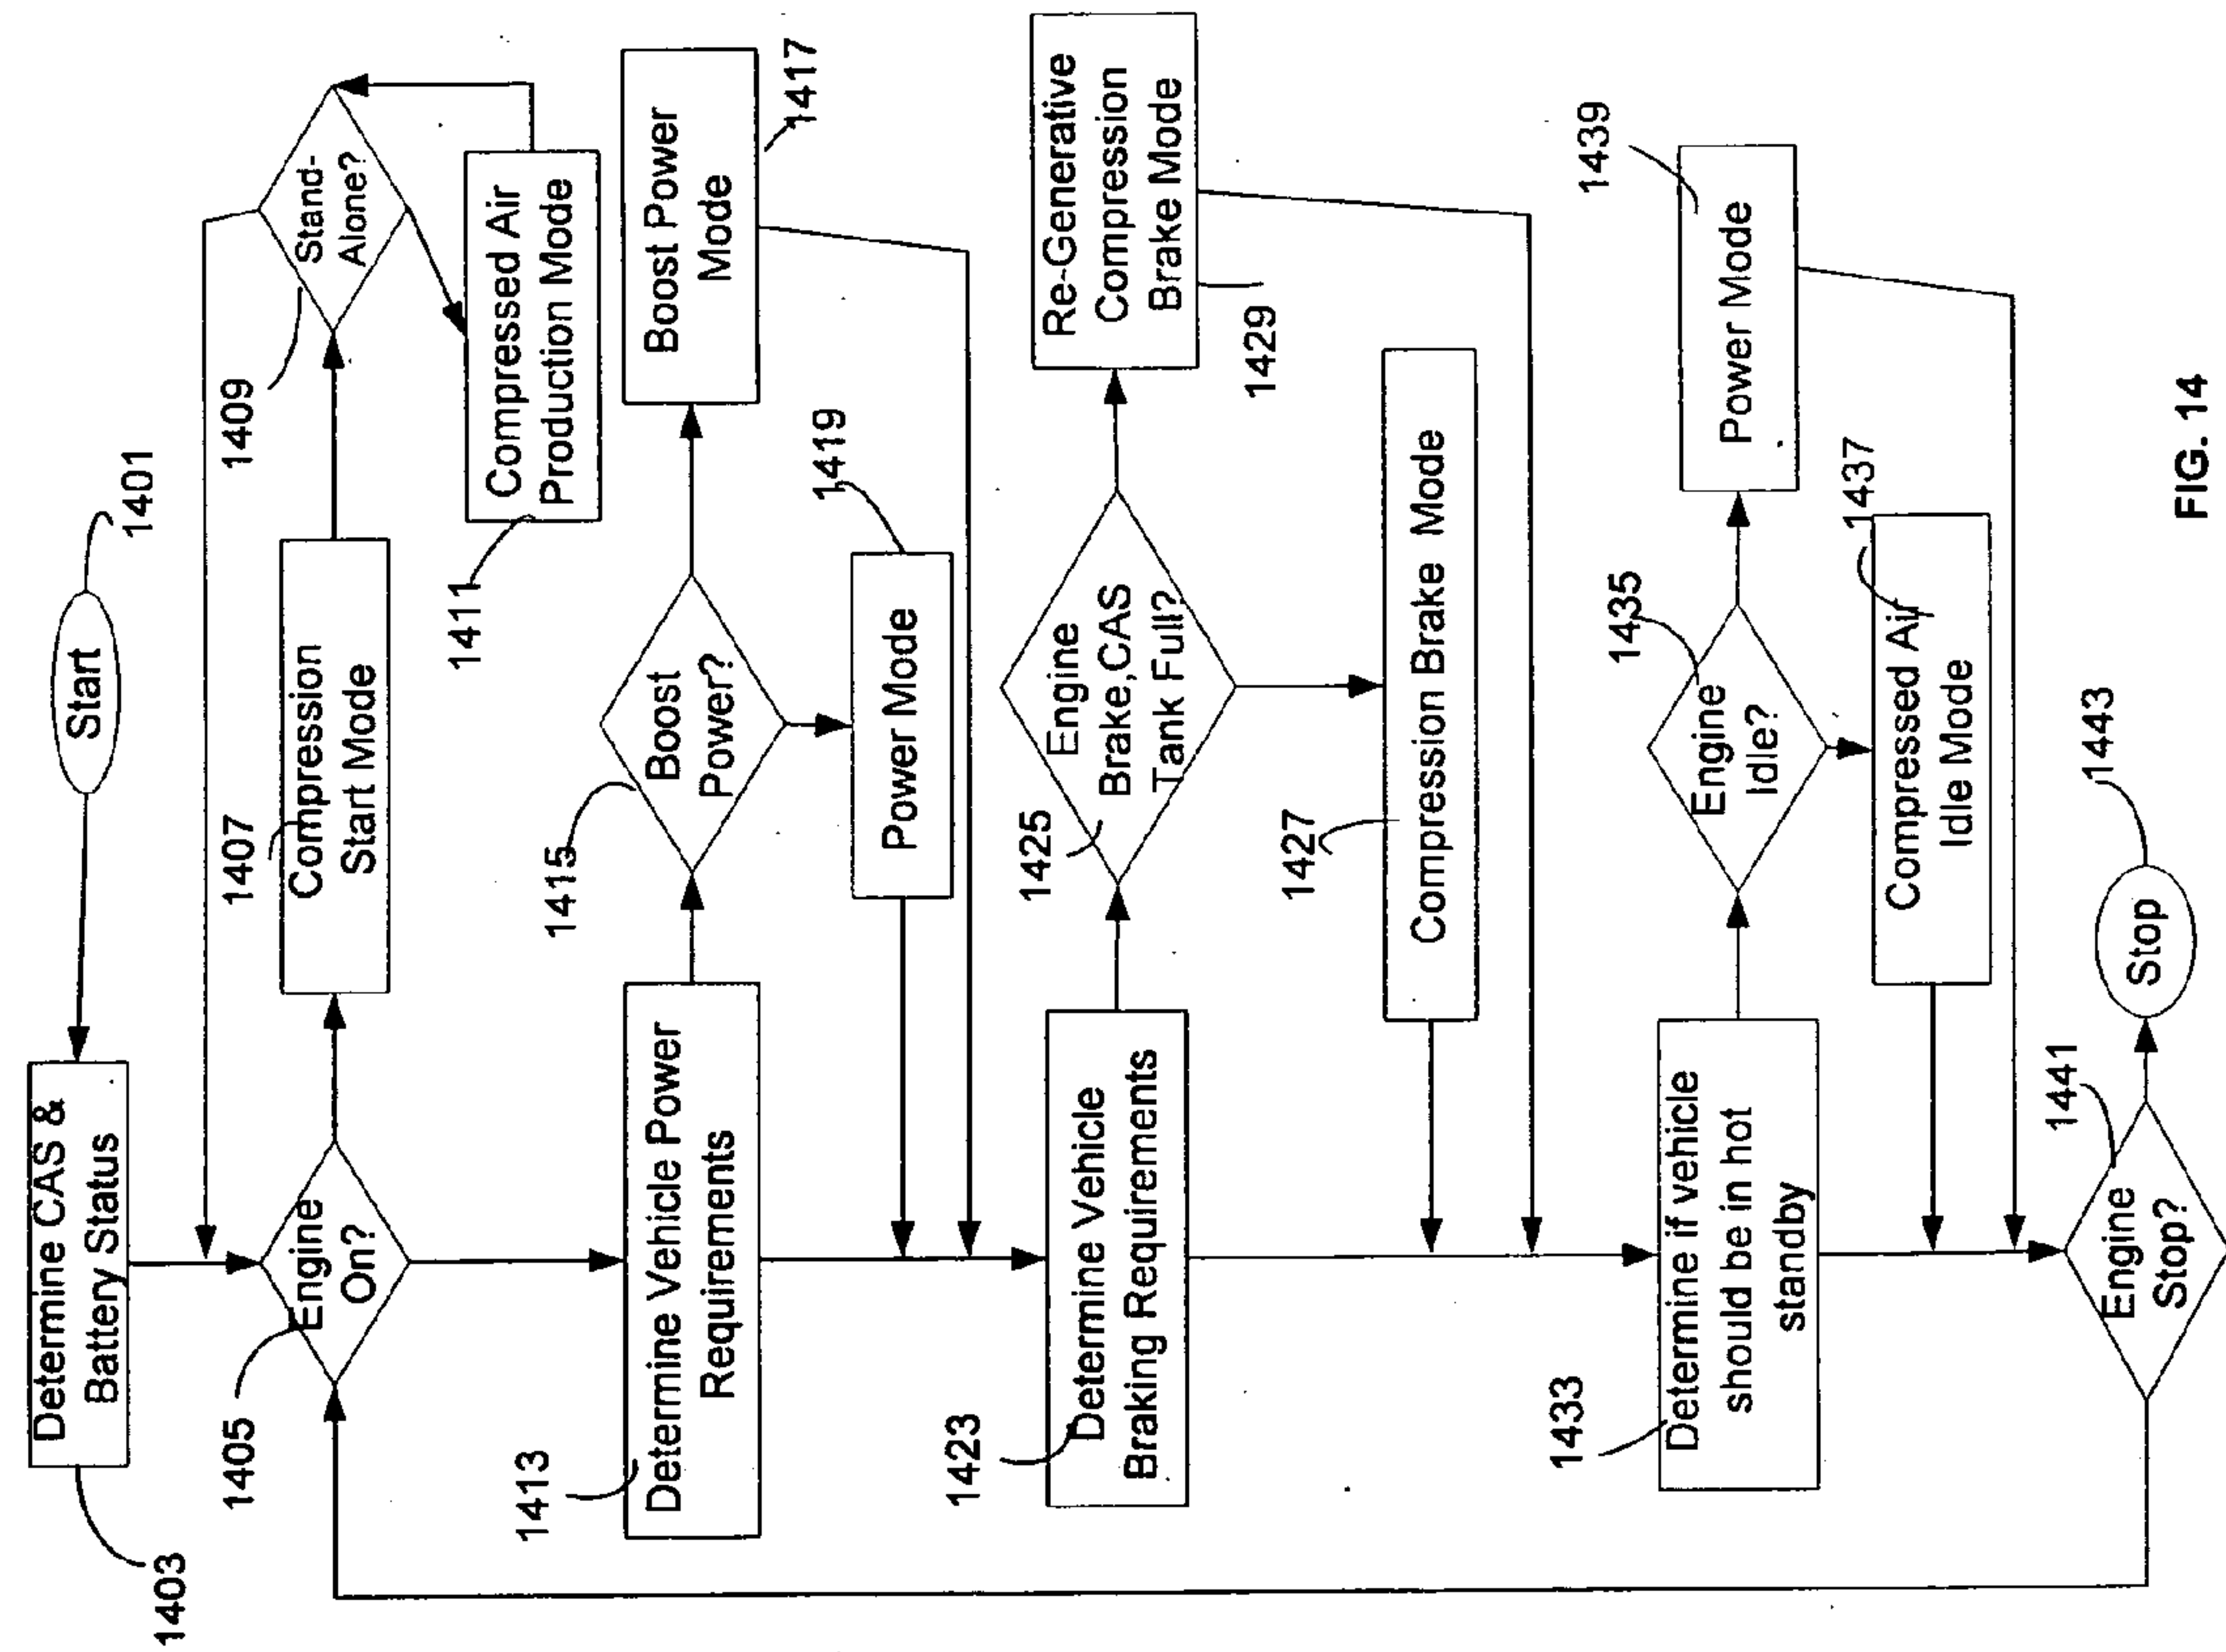 1401
Start
Determine CAS &
Battery Status
1403
1405
Engine
On?
1407
Compression
Start Mode
1409
Stand-
Alone?
1411
Compressed Air
Production Mode
1413
Determine Vehicle Power
Requirements
1415
Boost
Power?
Boost Power
Mode
1417
1419
Power Mode
1423
Determine Vehicle
Braking Requirements
1425
Engine
Brake,CAS
Tank Full?
Re-Generative
Compression
Brake Mode
1429
1427
Compression Brake Mode
1433
Determine if vehicle
should be in hot
standby
1435
Engine
Idle?
1439
Power Mode
1437
Compressed Air
Idle Mode
1441
Engine
Stop?
1443
Stop
FIG. 14